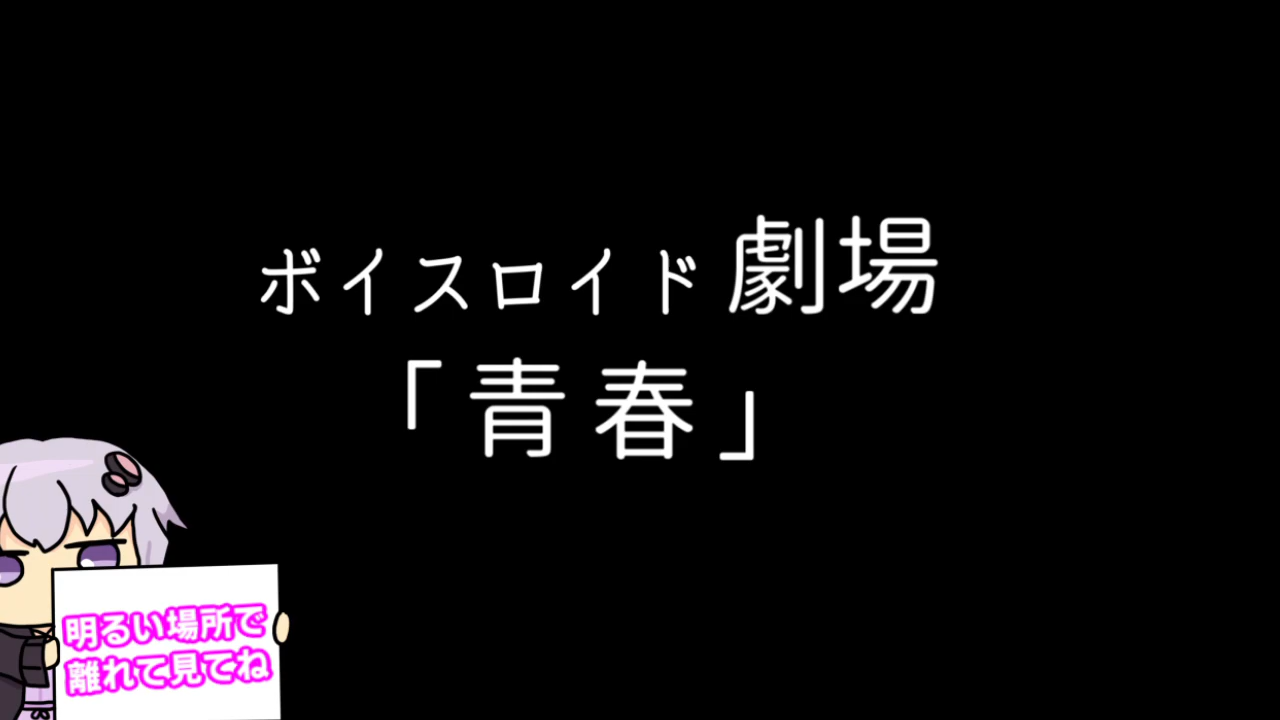 ボイスロイド劇場
「青春」
明るい場所で
離れて見てね